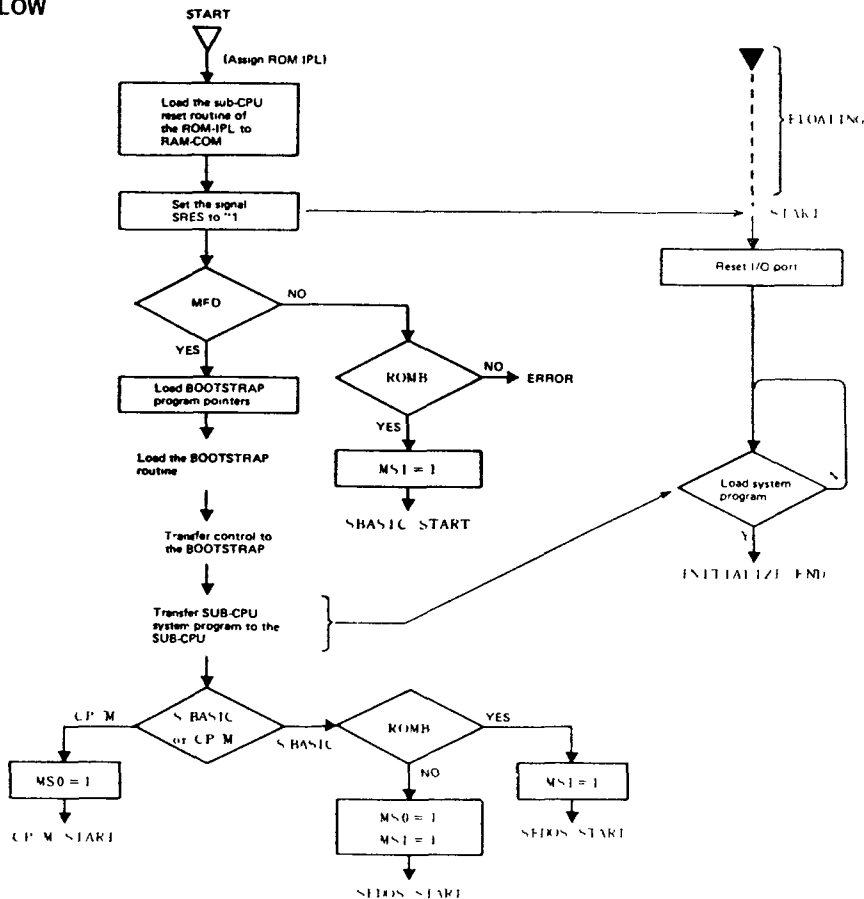 LOW
START
(Assign ROM IPL)
Load the sub-CPU
reset routine of
the ROM-IPL to
RAM-COM
Set the signal
SRES to "1
MFD
NO
YES
Load BOOTSTRAP
program pointers
ROMB
NO
ERROR
YES
MS1 = 1
SBASIC START
Load the BOOTSTRAP
routine
Transfer control to
the BOOTSTRAP
Transfer SUB-CPU
system program to the
SUB-CPU
CP M
S BASIC
or CP M
S BASIC
ROMB
YES
NO
MS0 = 1
CP M START
MS0 = 1
MS1 = 1
SFDOS START
MS1 = 1
SFDOS START
FLOATING
START
Reset I/O port
Load system
program
Y
INITIALIZE END